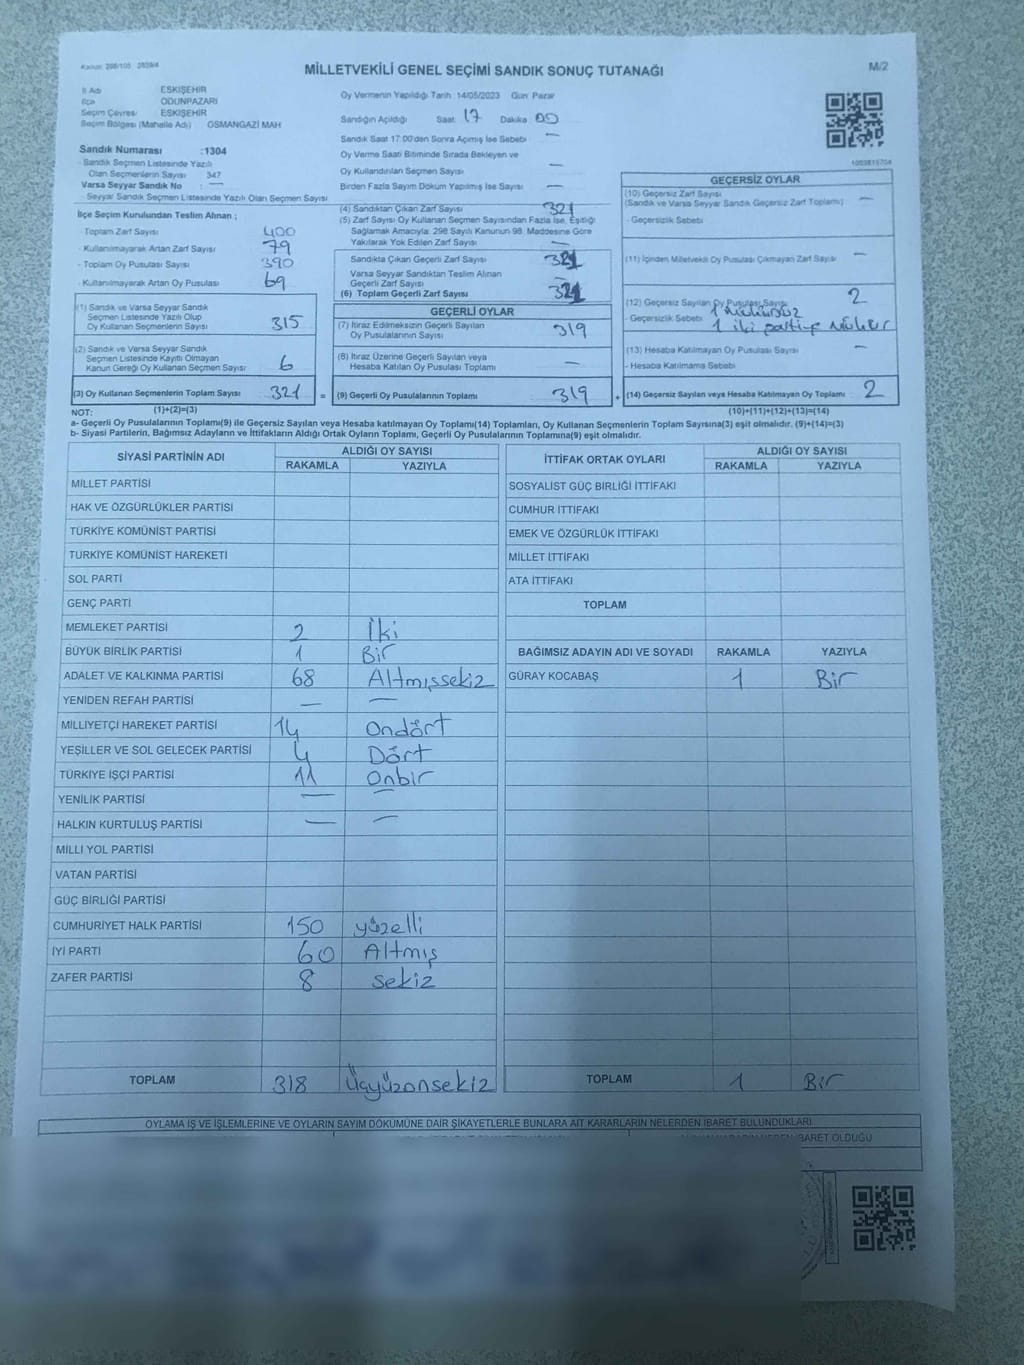 Kanun: 298/105 2839/4
M/2
MİLLETVEKİLİ GENEL SEÇİMİ SANDIK SONUÇ TUTANAĞI
İl Adı ESKİŞEHİR
İlçe ODUNPAZARI
Seçim Çevresi ESKİŞEHİR
Seçim Bölgesi (Mahalle Adı) : OSMANGAZİ MAH
Sandık Numarası :1304
- Sandık Seçmen Listesinde Yazılı
Olan Seçmenlerin Sayısı 347
Varsa Seyyar Sandık No : —
- Seyyar Sandık Seçmen Listesinde Yazılı Olan Seçmen Sayısı
İlçe Seçim Kurulundan Teslim Alınan ;
- Toplam Zarf Sayısı 400
- Kullanılmayarak Artan Zarf Sayısı 79
- Toplam Oy Pusulası Sayısı 390
- Kullanılmayarak Artan Oy Pusulası 69
(1) Sandık ve Varsa Seyyar Sandık
Seçmen Listesinde Yazılı Olup
Oy Kullanan Seçmenlerin Sayısı 315
(2) Sandık ve Varsa Seyyar Sandık
Seçmen Listesinde Kayıtlı Olmayan
Kanun Gereği Oy Kullanan Seçmen Sayısı 6
(3) Oy Kullanan Seçmenlerin Toplam Sayısı 321
(1)+(2)=(3)
Oy Vermenin Yapıldığı Tarih :14/05/2023 Gün: Pazar
Sandığın Açıldığı Saat: 17 Dakika 00
Sandık Saat 17:00'den Sonra Açılmış İse Sebebi —
Oy Verme Saati Bitiminde Sırada Bekleyen ve
Oy Kullandırılan Seçmen Sayısı —
Birden Fazla Sayım Döküm Yapılmış İse Sayısı —
(4) Sandıktan Çıkan Zarf Sayısı 321
(5) Zarf Sayısı Oy Kullanan Seçmen Sayısından Fazla İse, Eşitliği
Sağlamak Amacıyla; 298 Sayılı Kanunun 98. Maddesine Göre
Yakılarak Yok Edilen Zarf Sayısı —
Sandıkta Çıkan Geçerli Zarf Sayısı 321
Varsa Seyyar Sandıktan Teslim Alınan
Geçerli Zarf Sayısı —
(6) Toplam Geçerli Zarf Sayısı 321
GEÇERLİ OYLAR
(7) İtiraz Edilmeksizin Geçerli Sayılan
Oy Pusulalarının Sayısı 319
(8) İtiraz Üzerine Geçerli Sayılan veya
Hesaba Katılan Oy Pusulası Toplamı —
= (9) Geçerli Oy Pusulalarının Toplamı 319
1003815704
GEÇERSİZ OYLAR
(10) Geçersiz Zarf Sayısı
(Sandık ve Varsa Seyyar Sandık Geçersiz Zarf Toplamı) —
- Geçersizlik Sebebi
(11) İçinden Milletvekili Oy Pusulası Çıkmayan Zarf Sayısı —
(12) Geçersiz Sayılan Oy Pusulası Sayısı 2
- Geçersizlik Sebebi 1 mühürsüz
1 iki partiye mühür
(13) Hesaba Katılmayan Oy Pusulası Sayısı —
- Hesaba Katılmama Sebebi
+ (14) Geçersiz Sayılan veya Hesaba Katılmayan Oy Toplamı 2
(10)+(11)+(12)+(13)=(14)
NOT:
a- Geçerli Oy Pusulalarının Toplamı(9) ile Geçersiz Sayılan veya Hesaba katılmayan Oy Toplamı(14) Toplamları, Oy Kullanan Seçmenlerin Toplam Sayısına(3) eşit olmalıdır. (9)+(14)=(3)
b- Siyasi Partilerin, Bağımsız Adayların ve İttifakların Aldığı Ortak Oyların Toplamı, Geçerli Oy Pusulalarının Toplamına(9) eşit olmalıdır.
SİYASİ PARTİNİN ADI ALDIĞI OY SAYISI
RAKAMLA YAZIYLA
MİLLET PARTİSİ
HAK VE ÖZGÜRLÜKLER PARTİSİ
TÜRKİYE KOMÜNİST PARTİSİ
TÜRKİYE KOMÜNİST HAREKETİ
SOL PARTİ
GENÇ PARTİ
MEMLEKET PARTİSİ 2 İki
BÜYÜK BİRLİK PARTİSİ 1 Bir
ADALET VE KALKINMA PARTİSİ 68 Altmışsekiz
YENİDEN REFAH PARTİSİ — —
MİLLİYETÇİ HAREKET PARTİSİ 14 Ondört
YEŞİLLER VE SOL GELECEK PARTİSİ 4 Dört
TÜRKİYE İŞÇİ PARTİSİ 11 Onbir
YENİLİK PARTİSİ — —
HALKIN KURTULUŞ PARTİSİ — —
MİLLİ YOL PARTİSİ
VATAN PARTİSİ
GÜÇ BİRLİĞİ PARTİSİ
CUMHURİYET HALK PARTİSİ 150 yüzelli
İYİ PARTİ 60 Altmış
ZAFER PARTİSİ 8 sekiz
TOPLAM 318 Üçyüzonsekiz
İTTİFAK ORTAK OYLARI ALDIĞI OY SAYISI
RAKAMLA YAZIYLA
SOSYALİST GÜÇ BİRLİĞİ İTTİFAKI
CUMHUR İTTİFAKI
EMEK VE ÖZGÜRLÜK İTTİFAKI
MİLLET İTTİFAKI
ATA İTTİFAKI
TOPLAM
BAĞIMSIZ ADAYIN ADI VE SOYADI RAKAMLA YAZIYLA
GÜRAY KOCABAŞ 1 Bir
TOPLAM 1 Bir
OYLAMA İŞ VE İŞLEMLERİNE VE OYLARIN SAYIM DÖKÜMÜNE DAİR ŞİKAYETLERLE BUNLARA AİT KARARLARIN NELERDEN İBARET BULUNDUKLARI
BARET OLDUĞU